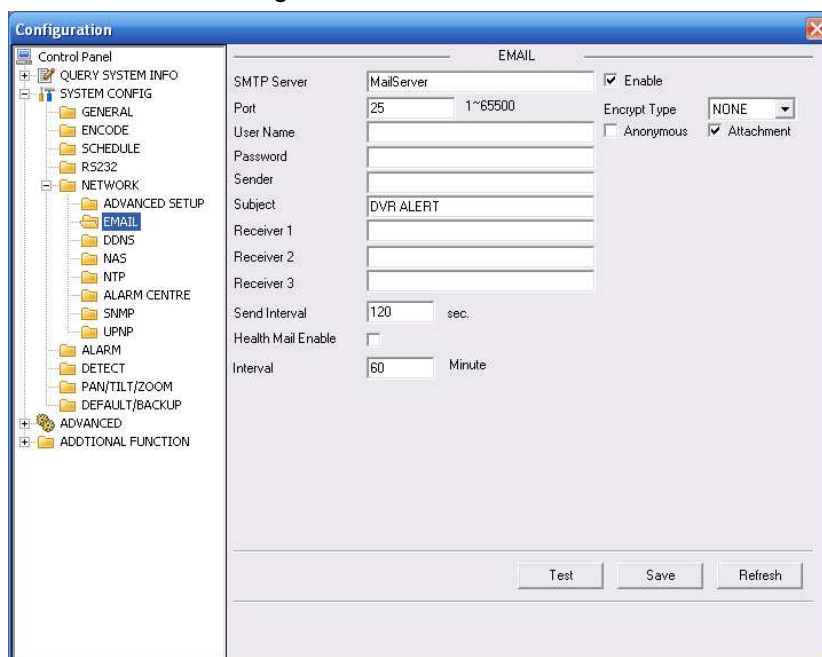 Configuration
Control Panel
QUERY SYSTEM INFO
SYSTEM CONFIG
GENERAL
ENCODE
SCHEDULE
RS232
NETWORK
ADVANCED SETUP
EMAIL
DDNS
NAS
NTP
ALARM CENTRE
SNMP
UPNP
ALARM
DETECT
PAN/TILT/ZOOM
DEFAULT/BACKUP
ADVANCED
ADDTIONAL FUNCTION
EMAIL
SMTP Server MailServer Enable
Port 25 1~65500 Encrypt Type NONE
User Name Anonymous Attachment
Password
Sender
Subject DVR ALERT
Receiver 1
Receiver 2
Receiver 3
Send Interval 120 sec.
Health Mail Enable
Interval 60 Minute
Test Save Refresh